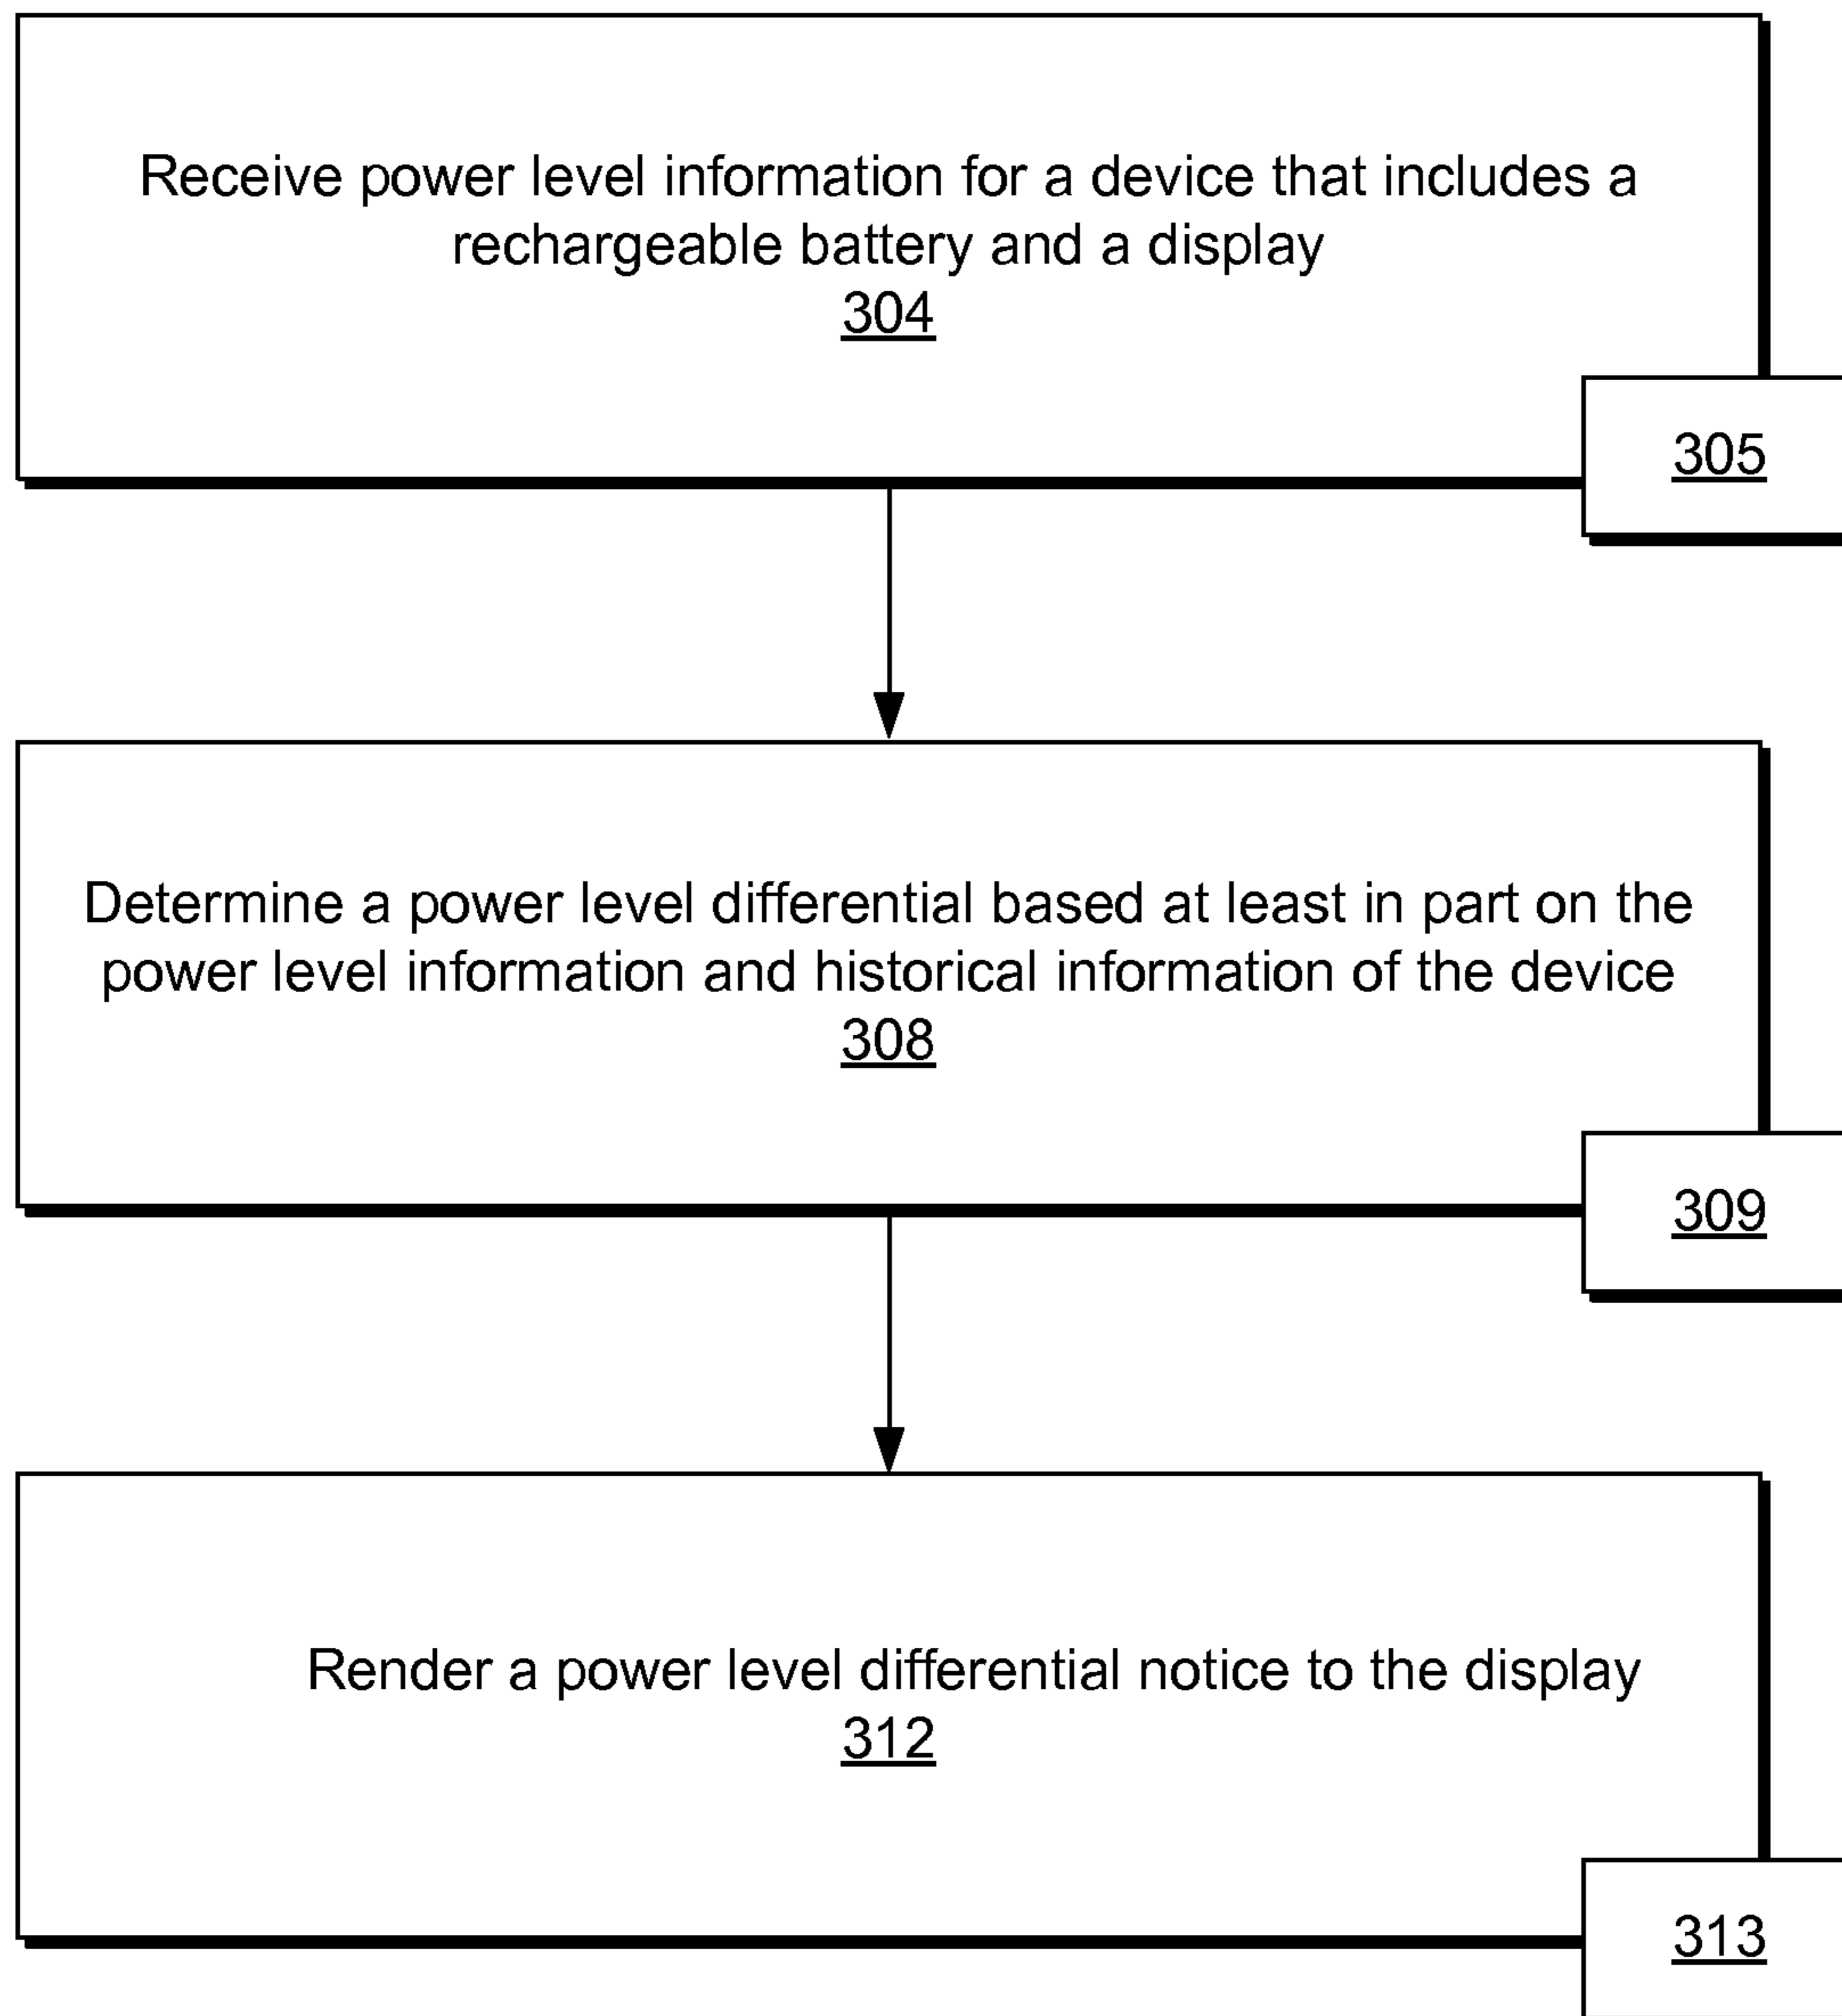 Receive power level information for a device that includes a
rechargeable battery and a display
304
305
Determine a power level differential based at least in part on the
power level information and historical information of the device
308
309
Render a power level differential notice to the display
312
313